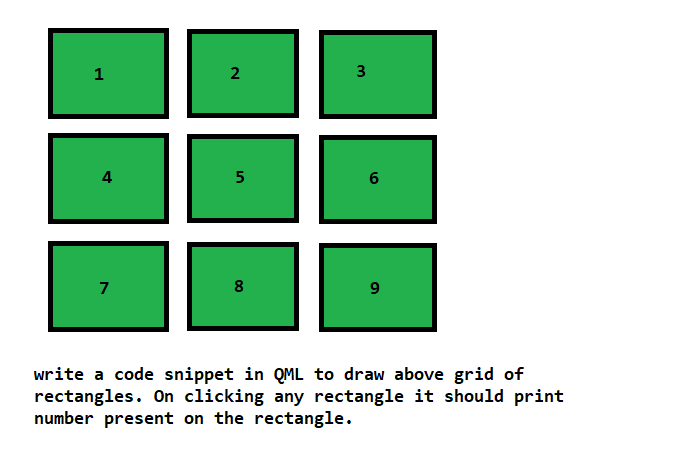 1 2 3
4 5 6
7 8 9
write a code snippet in QML to draw above grid of
rectangles. On clicking any rectangle it should print
number present on the rectangle.